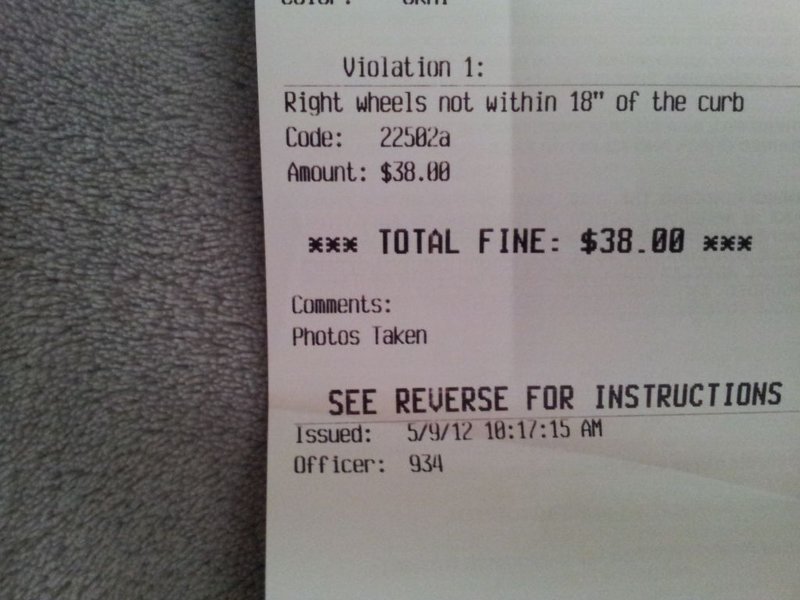 Violation 1:
Right wheels not within 18" of the curb
Code: 22502a
Amount: $38.00
*** TOTAL FINE: $38.00 ***
Comments:
Photos Taken
SEE REVERSE FOR INSTRUCTIONS
Issued: 5/9/12 10:17:15 AM
Officer: 934